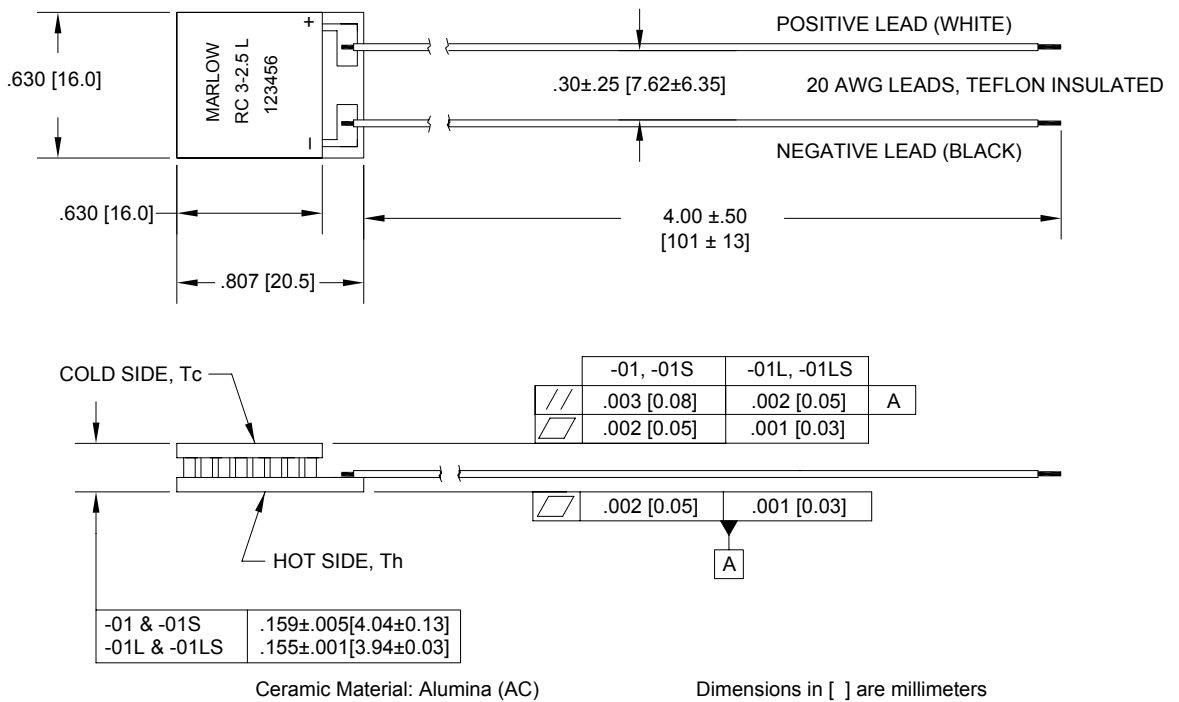 POSITIVE LEAD (WHITE)
.630 [16.0]
+
MARLOW
RC 3-2.5 L
123456
–
.30±.25 [7.62±6.35]
20 AWG LEADS, TEFLON INSULATED
NEGATIVE LEAD (BLACK)
.630 [16.0]
4.00 ±.50
[101 ± 13]
.807 [20.5]
COLD SIDE, Tc
-01, -01S -01L, -01LS
// .003 [0.08] .002 [0.05] A
.002 [0.05] .001 [0.03]
.002 [0.05] .001 [0.03]
A
HOT SIDE, Th
-01 & -01S .159±.005[4.04±0.13]
-01L & -01LS .155±.001[3.94±0.03]
Ceramic Material: Alumina (AC) Dimensions in [ ] are millimeters